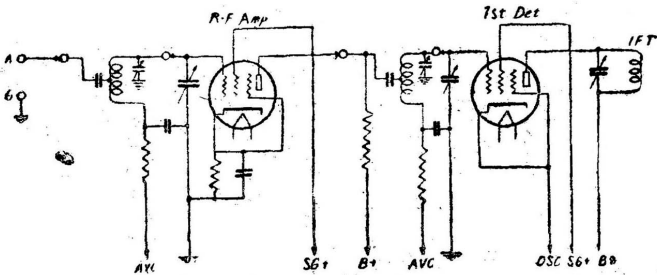 R-F Amp
1st Det
A
G
IFT
AVC
SG+
B+
AVC
OSC
SG+
B+